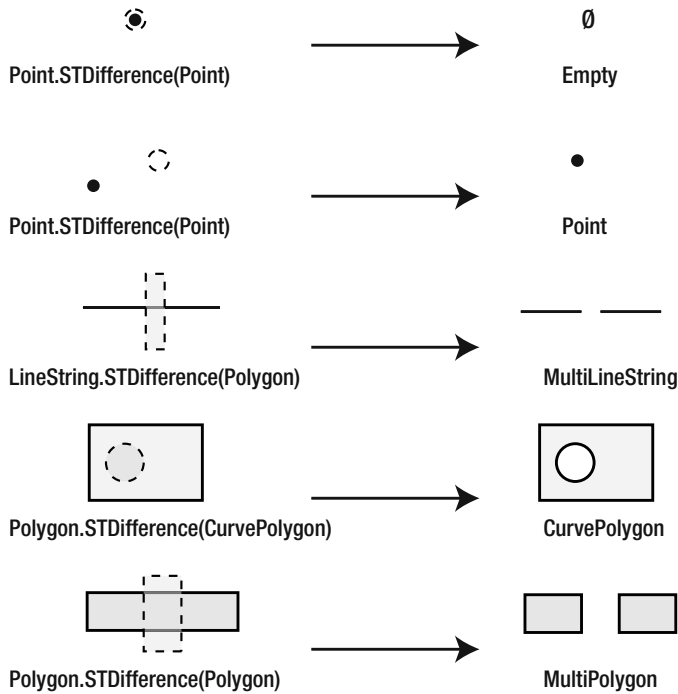 Ø
Point.STDifference(Point)
Empty
Point.STDifference(Point)
Point
LineString.STDifference(Polygon)
MultiLineString
Polygon.STDifference(CurvePolygon)
CurvePolygon
Polygon.STDifference(Polygon)
MultiPolygon